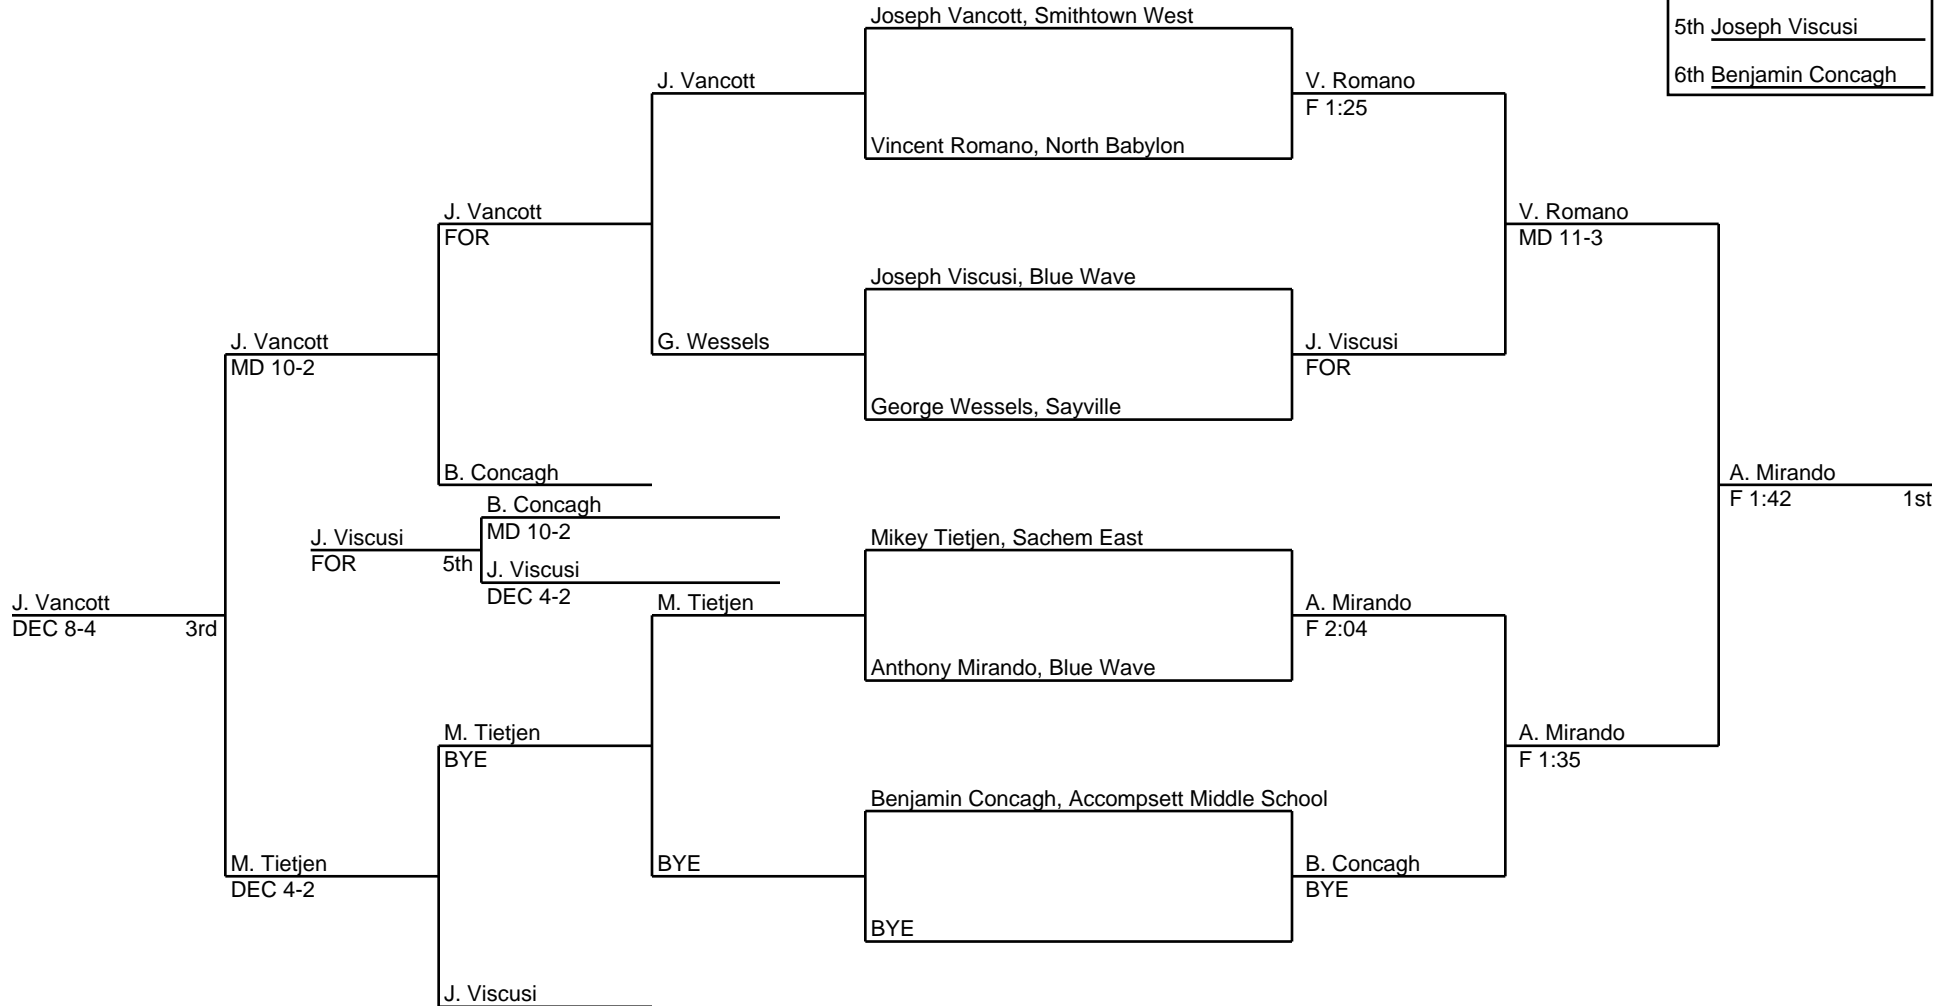 Joseph Vancott, Smithtown West
5th Joseph Viscusi
6th Benjamin Concagh
J. Vancott
V. Romano
F 1:25
Vincent Romano, North Babylon
J. Vancott
FOR
V. Romano
MD 11-3
Joseph Viscusi, Blue Wave
J. Vancott
MD 10-2
G. Wessels
J. Viscusi
FOR
George Wessels, Sayville
B. Concagh
A. Mirando
F 1:42 1st
B. Concagh
MD 10-2
J. Viscusi
FOR 5th
J. Viscusi
DEC 4-2
Mikey Tietjen, Sachem East
J. Vancott
DEC 8-4 3rd
M. Tietjen
A. Mirando
F 2:04
Anthony Mirando, Blue Wave
M. Tietjen
BYE
A. Mirando
F 1:35
Benjamin Concagh, Accompsett Middle School
M. Tietjen
DEC 4-2
BYE
B. Concagh
BYE
BYE
J. Viscusi